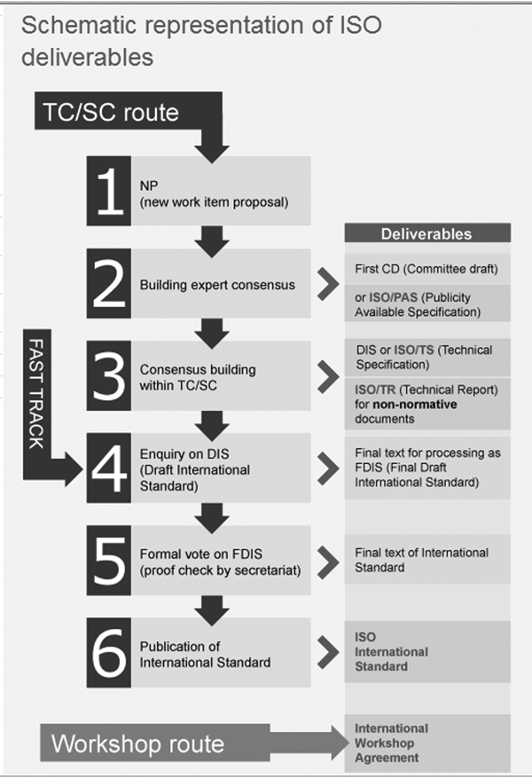 Schematic representation of ISO
deliverables
TC/SC route
1
NP
(new work item proposal)
Deliverables
2
Building expert consensus
First CD (Committee draft)
or ISO/PAS (Publicity
Available Specification)
FAST TRACK
3
Consensus building
within TC/SC
DIS or ISO/TS (Technical
Specification)
ISO/TR (Technical Report)
for non-normative
documents
4
Enquiry on DIS
(Draft International
Standard)
Final text for processing as
FDIS (Final Draft
International Standard)
5
Formal vote on FDIS
(proof check by secretariat)
Final text of International
Standard
6
Publication of
International Standard
ISO
International
Standard
Workshop route
International
Workshop
Agreement